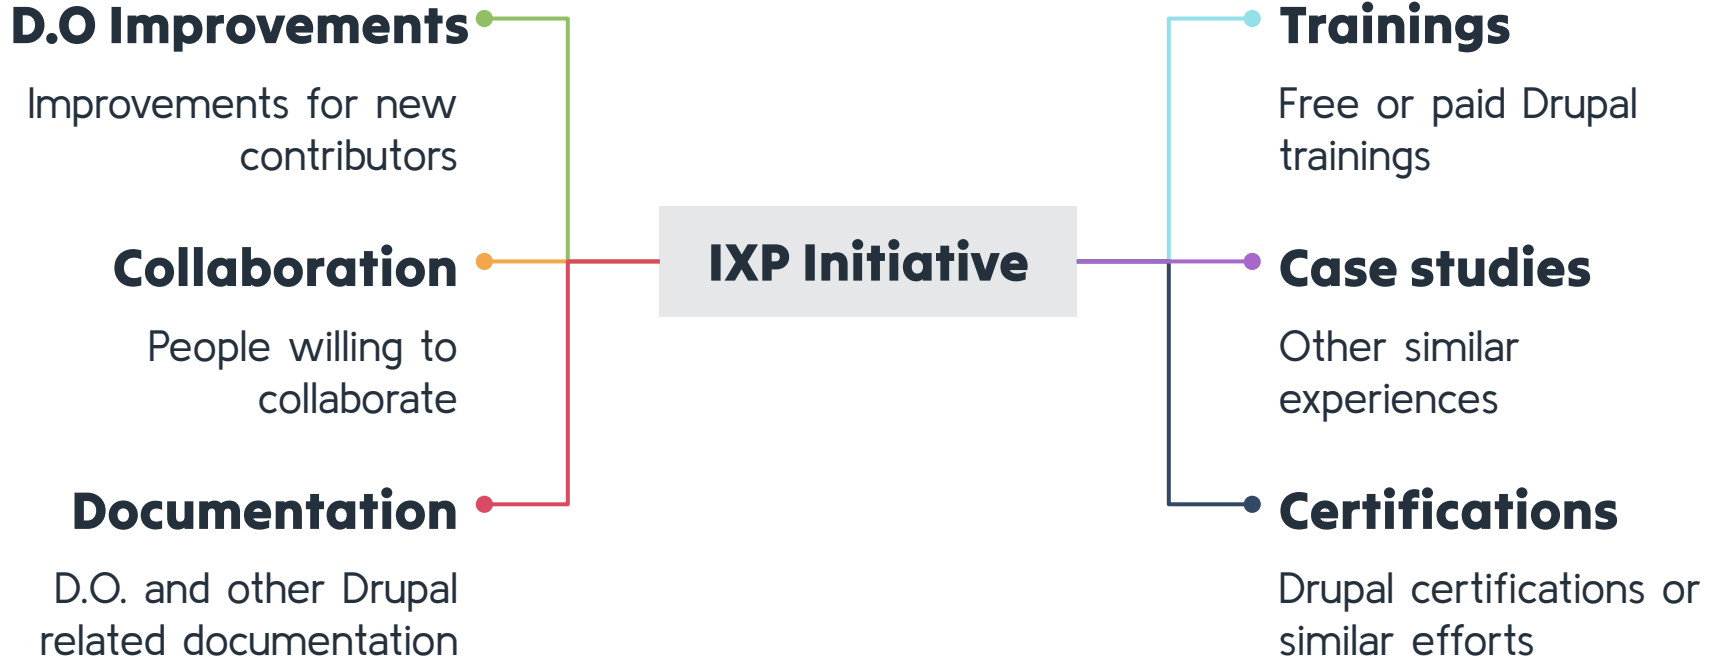 D.O Improvements
Improvements for new
contributors
Collaboration
People willing to
collaborate
Documentation
D.O. and other Drupal
related documentation
IXP Initiative
Trainings
Free or paid Drupal
trainings
Case studies
Other similar
experiences
Certifications
Drupal certifications or
similar efforts